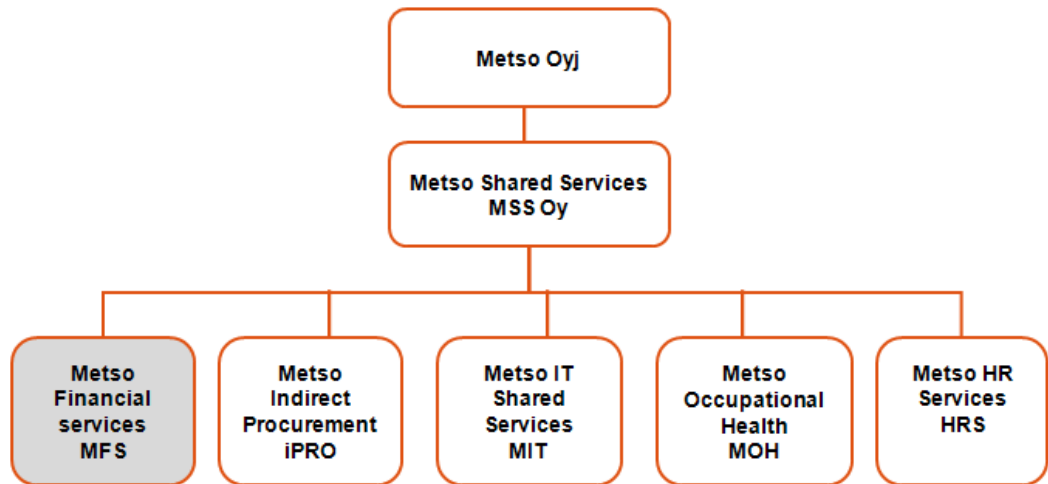 Metso Oyj
Metso Shared Services
MSS Oy
Metso
Financial
services
MFS
Metso
Indirect
Procurement
iPRO
Metso IT
Shared
Services
MIT
Metso
Occupational
Health
MOH
Metso HR
Services
HRS